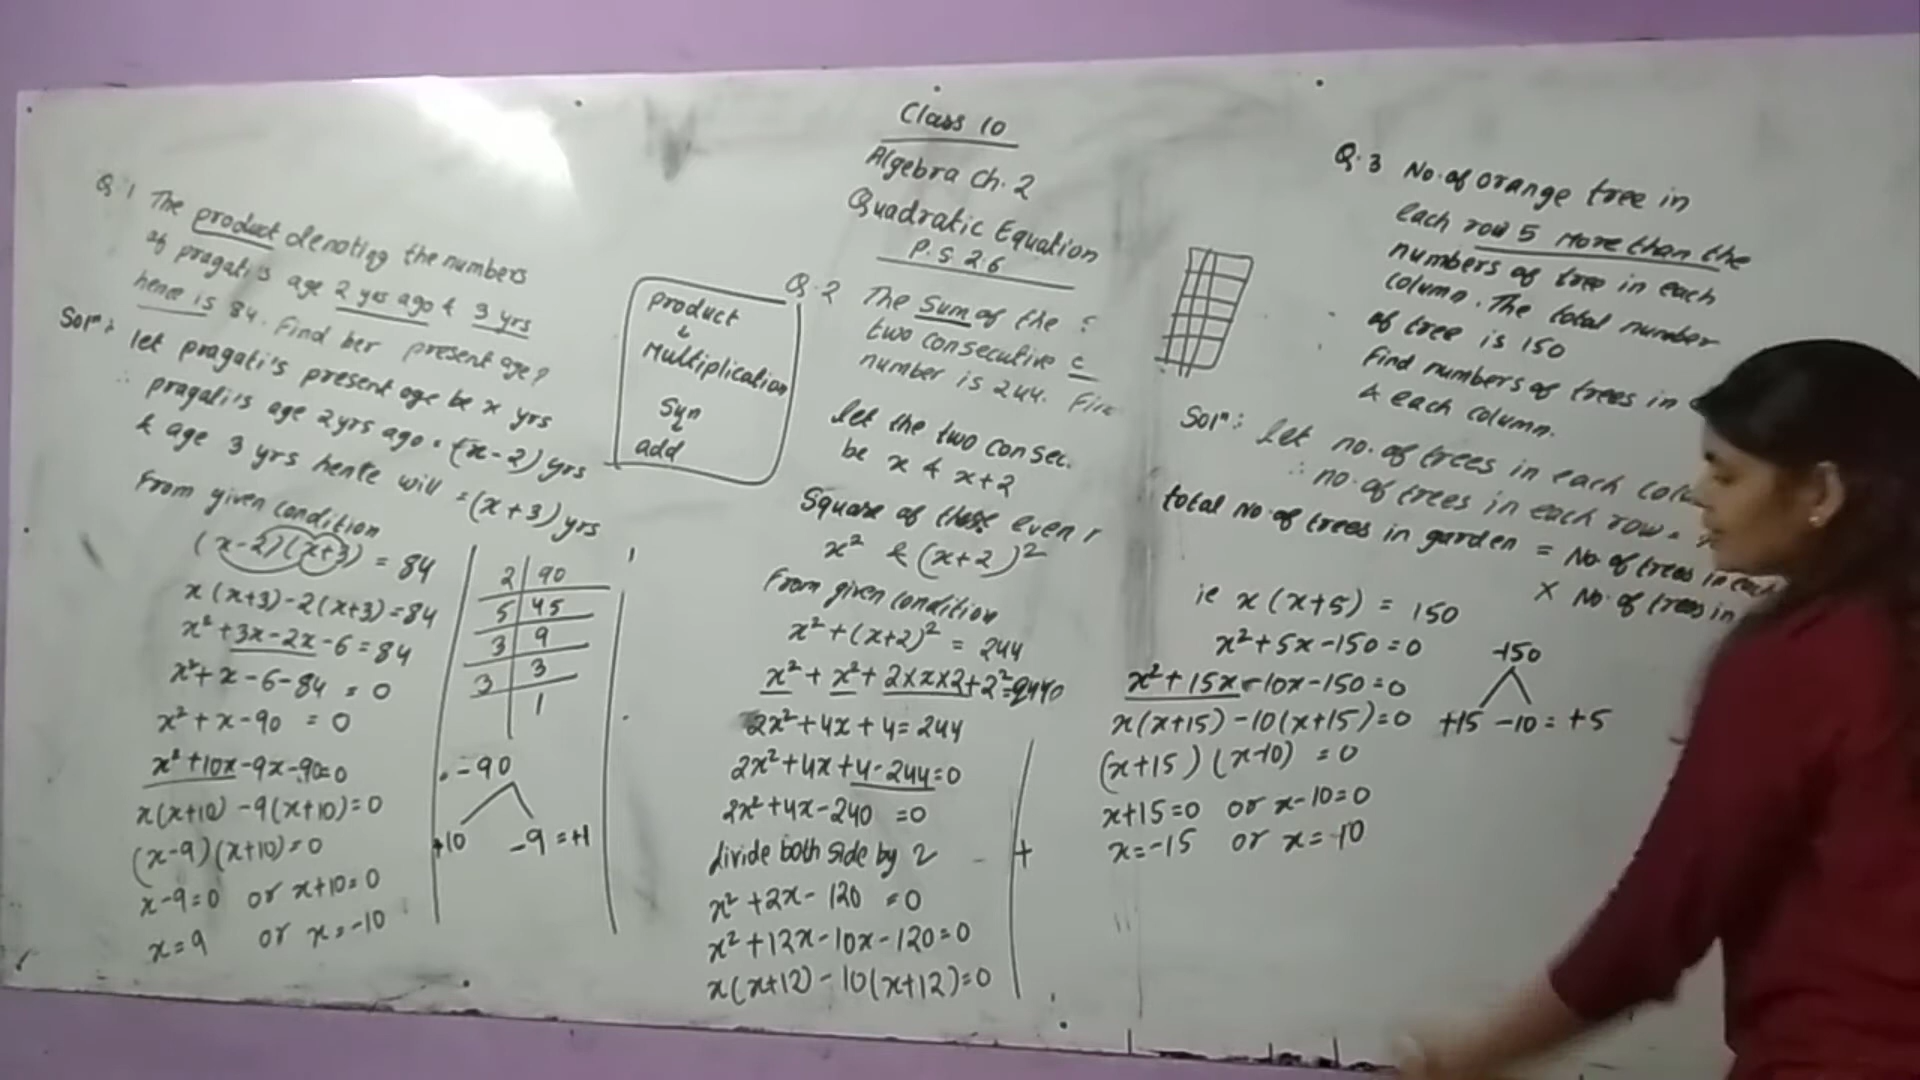 Class 10
Algebra Ch. 2
Quadratic Equation
P. S 2.6
Q. 1 The product denoting the numbers
of pragati's age 2 yrs ago & 3 yrs
hence is 84. Find her present age?
Solⁿ: let pragati's present age be x yrs
∴ pragati's age 2yrs ago = (x-2) yrs
& age 3 yrs hence will = (x+3) yrs
From given condition
(x-2)(x+3) = 84
x(x+3)-2(x+3)=84
x²+3x-2x-6=84
x²+x-6-84=0
x²+x-90=0
x²+10x-9x-90=0
x(x+10)-9(x+10)=0
(x-9)(x+10)=0
x-9=0 or x+10=0
x=9 or x=-10
2 | 90
5 | 45
3 | 9
3 | 3
1
-90
+10 -9=+1
product
Multiplication
add
Q. 2 The Sum of the
two consecutive
number is 244.
let the two consec.
be x & x+2
Square of these even
x² & (x+2)²
From given condition
x²+(x+2)² = 244
x²+x²+2×x×2+2²=
2x²+4x+4=244
2x²+4x+4-244=0
2x²+4x-240=0
divide both side by 2
x²+2x-120=0
x²+12x-10x-120=0
x(x+12)-10(x+12)=0
Q. 3 No. of orange tree in
each row 5 More than the
numbers of tree in each
column. The total number
of tree is 150
Find numbers of trees in
& each column.
Solⁿ: let no. of trees in each
∴ no. of trees in each row =
total No. of trees in garden = No. of trees in each
× No. of trees in
ie x(x+5) = 150
x²+5x-150=0
x²+15x-10x-150=0
x(x+15)-10(x+15)=0
(x+15)(x-10)=0
x+15=0 or x-10=0
x=-15 or x=10
-150
+15 -10=+5